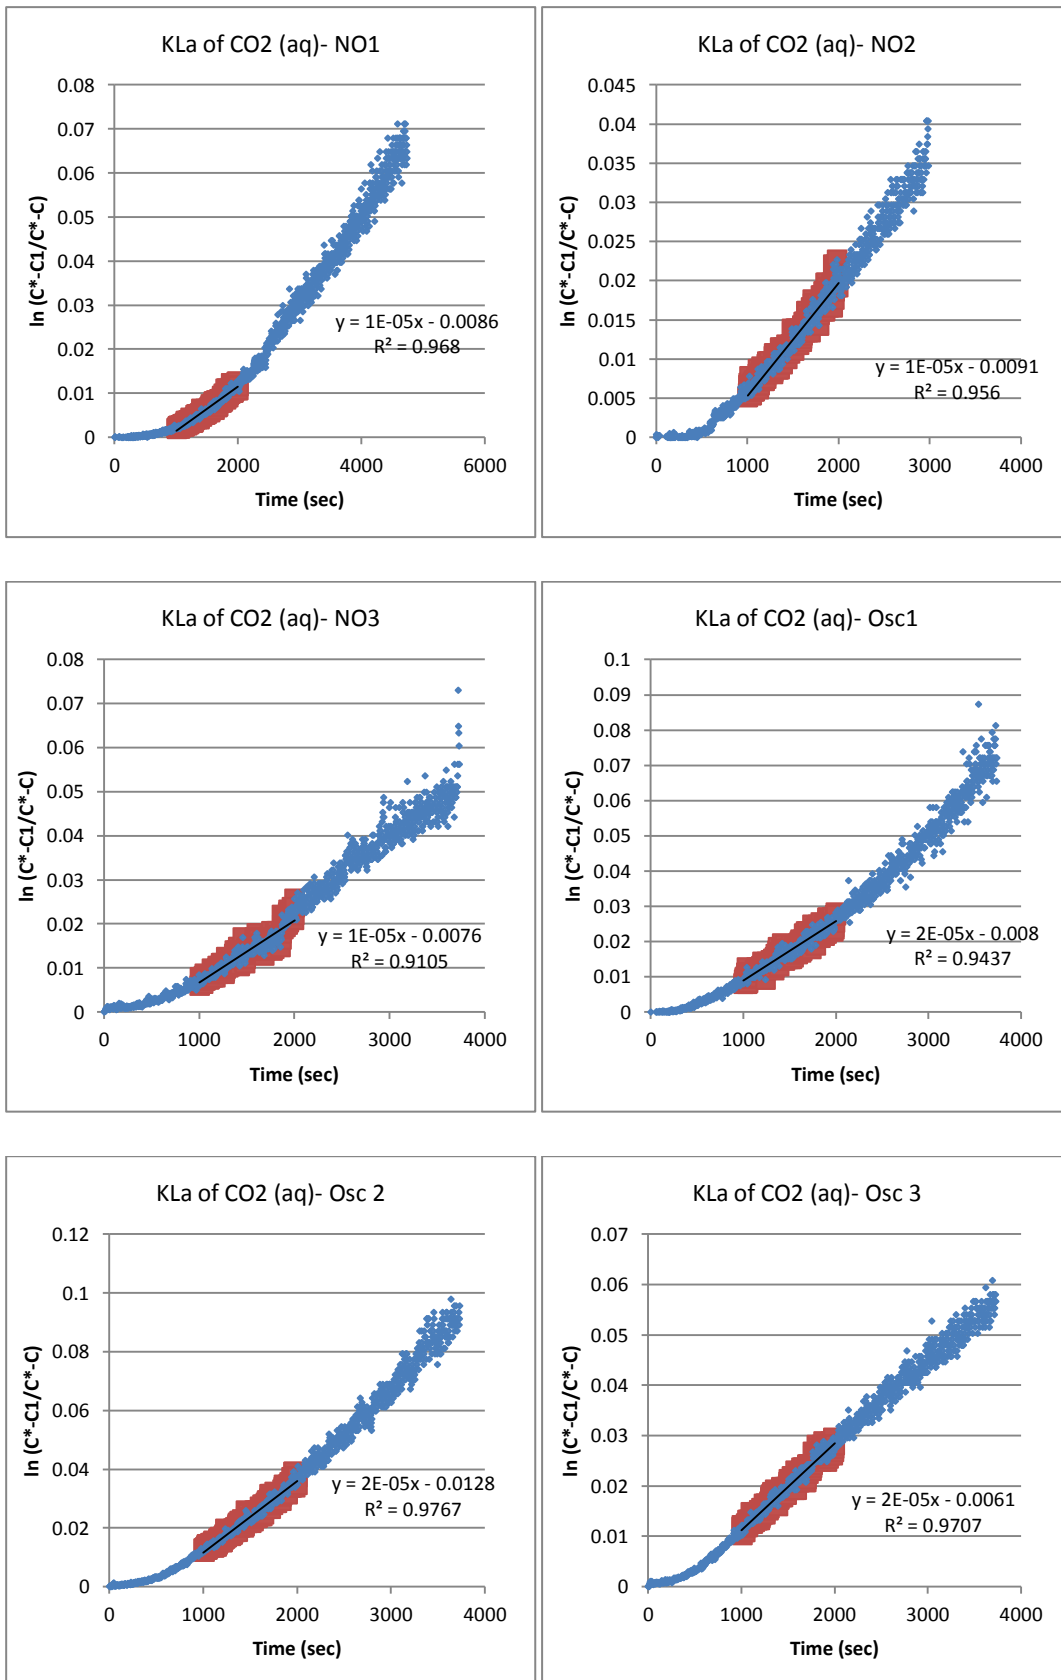 KLa of CO2 (aq)- NO1
0.08
0.07
0.06
0.05
0.04
0.03
0.02
0.01
0
ln (C*-C1/C*-C)
y = 1E-05x - 0.0086
R² = 0.968
0 2000 4000 6000
Time (sec)
KLa of CO2 (aq)- NO2
0.045
0.04
0.035
0.03
0.025
0.02
0.015
0.01
0.005
0
ln (C*-C1/C*-C)
y = 1E-05x - 0.0091
R² = 0.956
0 1000 2000 3000 4000
Time (sec)
KLa of CO2 (aq)- NO3
0.08
0.07
0.06
0.05
0.04
0.03
0.02
0.01
0
ln (C*-C1/C*-C)
y = 1E-05x - 0.0076
R² = 0.9105
0 1000 2000 3000 4000
Time (sec)
KLa of CO2 (aq)- Osc1
0.1
0.09
0.08
0.07
0.06
0.05
0.04
0.03
0.02
0.01
0
ln (C*-C1/C*-C)
y = 2E-05x - 0.008
R² = 0.9437
0 1000 2000 3000 4000
Time (sec)
KLa of CO2 (aq)- Osc 2
0.12
0.1
0.08
0.06
0.04
0.02
0
ln (C*-C1/C*-C)
y = 2E-05x - 0.0128
R² = 0.9767
0 1000 2000 3000 4000
Time (sec)
KLa of CO2 (aq)- Osc 3
0.07
0.06
0.05
0.04
0.03
0.02
0.01
0
ln (C*-C1/C*-C)
y = 2E-05x - 0.0061
R² = 0.9707
0 1000 2000 3000 4000
Time (sec)